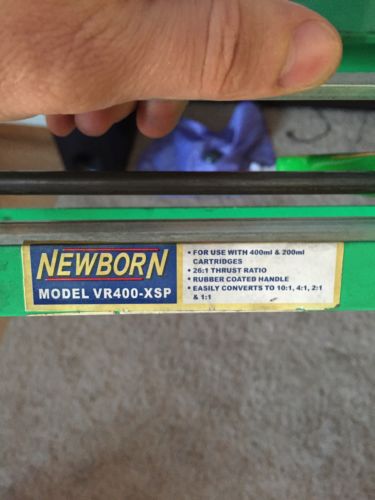 NEWBORN
MODEL VR400-XSP
• FOR USE WITH 400ml & 200ml
CARTRIDGES
• 26:1 THRUST RATIO
• RUBBER COATED HANDLE
• EASILY CONVERTS TO 10:1, 4:1, 2:1
& 1:1